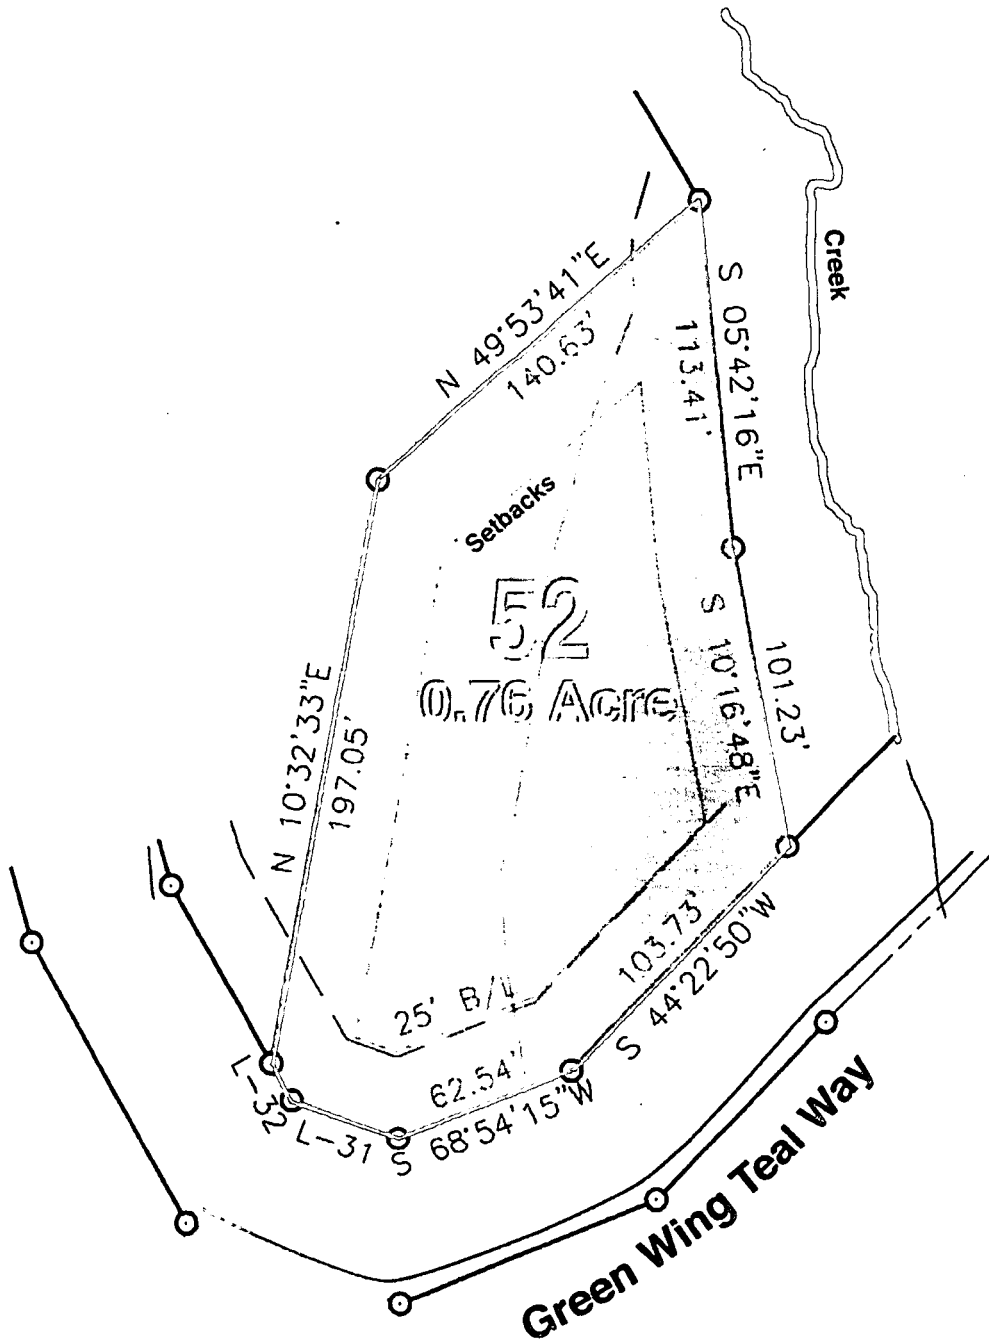 Creek
S 05°42'16"E
113.41'
N 49°53'41"E
140.63'
Setbacks
52
0.76 Acre
S 10°16'48"E
101.23'
N 10°32'33"E
197.05'
103.73'
S 44°22'50"W
25' B/L
62.54'
S 68°54'15"W
L-32
L-31
Green Wing Teal Way